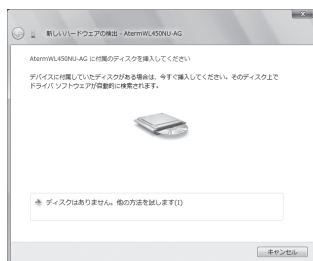 新しいハードウェアの検出 - AtermWL450NU-AG
AtermWL450NU-AG に付属のディスクを挿入してください
デバイスに付属していたディスクがある場合は、今すぐ挿入してください。そのディスク上で
ドライバ ソフトウェアが自動的に検索されます。
ディスクはありません。他の方法を試します(I)
キャンセル